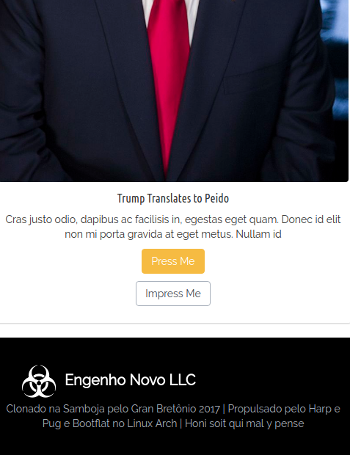 Trump Translates to Peido
Cras justo odio, dapibus ac facilisis in, egestas eget quam. Donec id elit
non mi porta gravida at eget metus. Nullam id
Press Me
Impress Me
Engenho Novo LLC
Clonado na Samboja pelo Gran Bretônio 2017 | Propulsado pelo Harp e
Pug e Bootflat no Linux Arch | Honi soit qui mal y pense